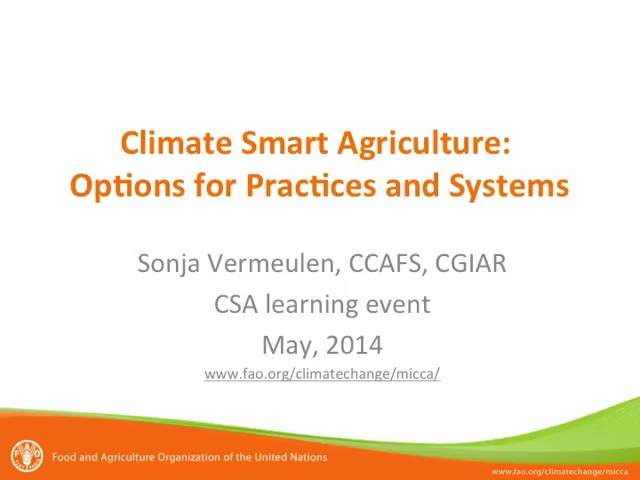 Climate Smart Agriculture:
Options for Practices and Systems
Sonja Vermeulen, CCAFS, CGIAR
CSA learning event
May, 2014
www.fao.org/climatechange/micca/
Food and Agriculture Organization of the United Nations
www.fao.org/climatechange/micca